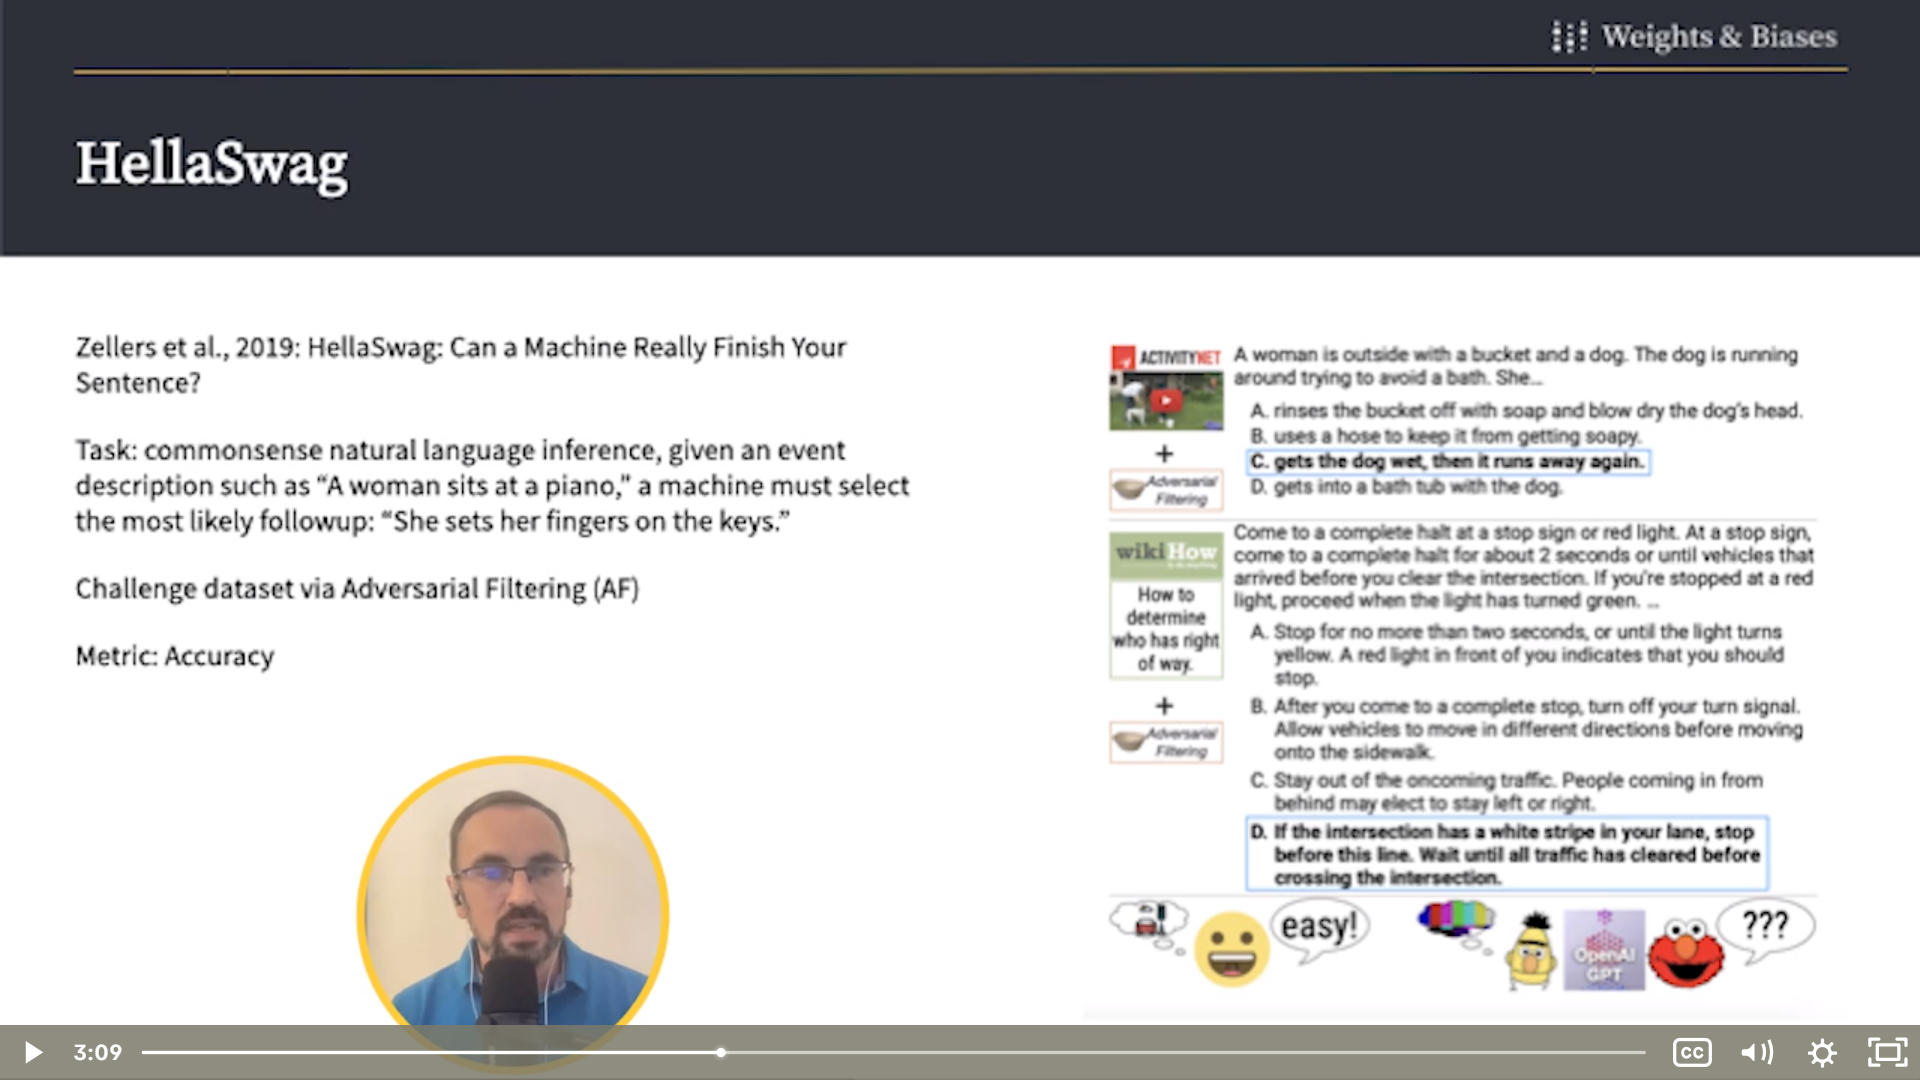 Weights & Biases
HellaSwag
Zellers et al., 2019: HellaSwag: Can a Machine Really Finish Your
Sentence?
Task: commonsense natural language inference, given an event
description such as “A woman sits at a piano,” a machine must select
the most likely followup: “She sets her fingers on the keys.”
Challenge dataset via Adversarial Filtering (AF)
Metric: Accuracy
ACTIVITYNET
A woman is outside with a bucket and a dog. The dog is running
around trying to avoid a bath. She...
A. rinses the bucket off with soap and blow dry the dog's head.
B. uses a hose to keep it from getting soapy.
C. gets the dog wet, then it runs away again.
D. gets into a bath tub with the dog.
+
Adversarial
Filtering
wikiHow
How to
determine
who has right
of way.
+
Adversarial
Filtering
Come to a complete halt at a stop sign or red light. At a stop sign,
come to a complete halt for about 2 seconds or until vehicles that
arrived before you clear the intersection. If you're stopped at a red
light, proceed when the light has turned green. ...
A. Stop for no more than two seconds, or until the light turns
yellow. A red light in front of you indicates that you should
stop.
B. After you come to a complete stop, turn off your turn signal.
Allow vehicles to move in different directions before moving
onto the sidewalk.
C. Stay out of the oncoming traffic. People coming in from
behind may elect to stay left or right.
D. If the intersection has a white stripe in your lane, stop
before this line. Wait until all traffic has cleared before
crossing the intersection.
easy!
OpenAI
GPT
???
3:09
CC